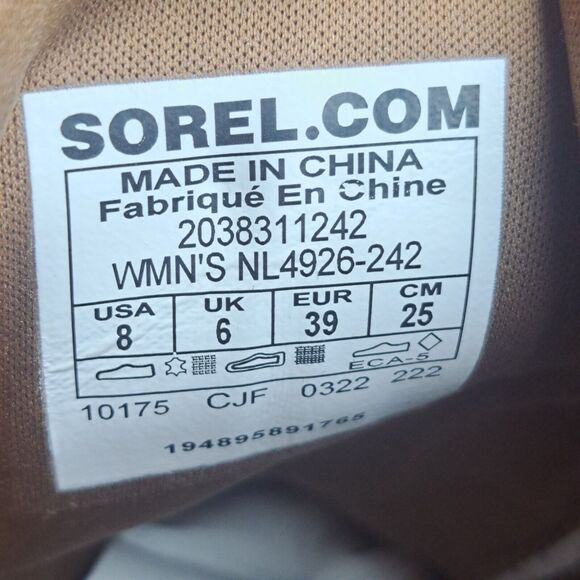 SOREL.COM
MADE IN CHINA
Fabriqué En Chine
2038311242
WMN'S NL4926-242
USA UK EUR CM
8 6 39 25
ECA-5
10175 CJF 0322 222
194895891765